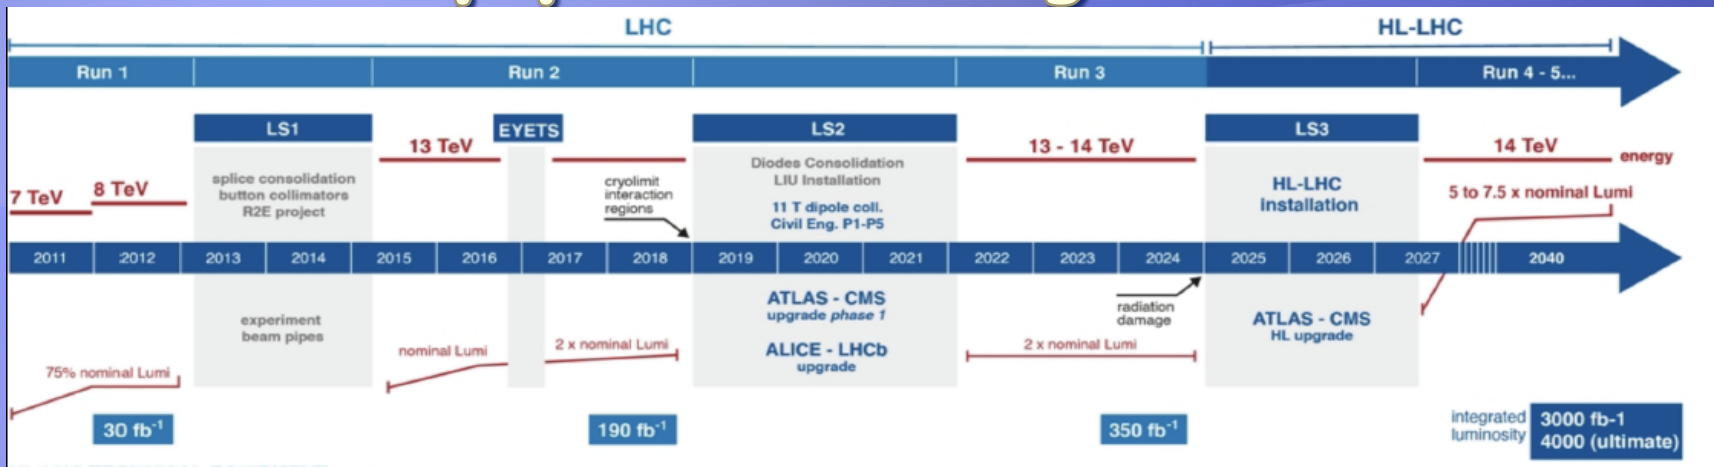 LHC
HL-LHC
Run 1
Run 2
Run 3
Run 4 - 5...
LS1
EYETS
LS2
LS3
13 TeV
13 - 14 TeV
14 TeV
energy
7 TeV
8 TeV
splice consolidation
button collimators
R2E project
cryolimit
interaction
regions
Diodes Consolidation
LIU Installation
11 T dipole coll.
Civil Eng. P1-P5
HL-LHC
installation
5 to 7.5 x nominal Lumi
2011
2012
2013
2014
2015
2016
2017
2018
2019
2020
2021
2022
2023
2024
2025
2026
2027
2040
experiment
beam pipes
ATLAS - CMS
upgrade phase 1
ALICE - LHCb
upgrade
radiation
damage
ATLAS - CMS
HL upgrade
75% nominal Lumi
nominal Lumi
2 x nominal Lumi
2 x nominal Lumi
30 fb⁻¹
190 fb⁻¹
350 fb⁻¹
integrated
luminosity
3000 fb-1
4000 (ultimate)